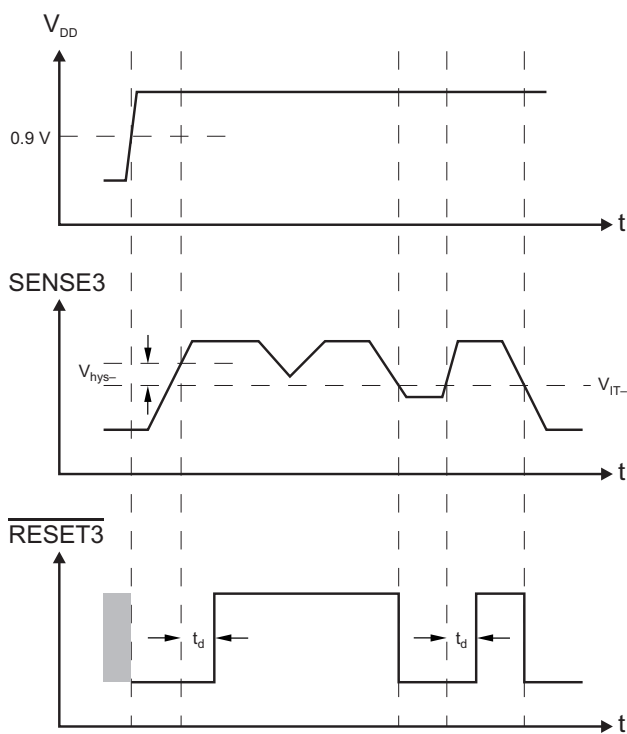 V_DD
0.9 V
t
SENSE3
V_hys–
V_IT–
t
RESET3
t_d
t_d
t